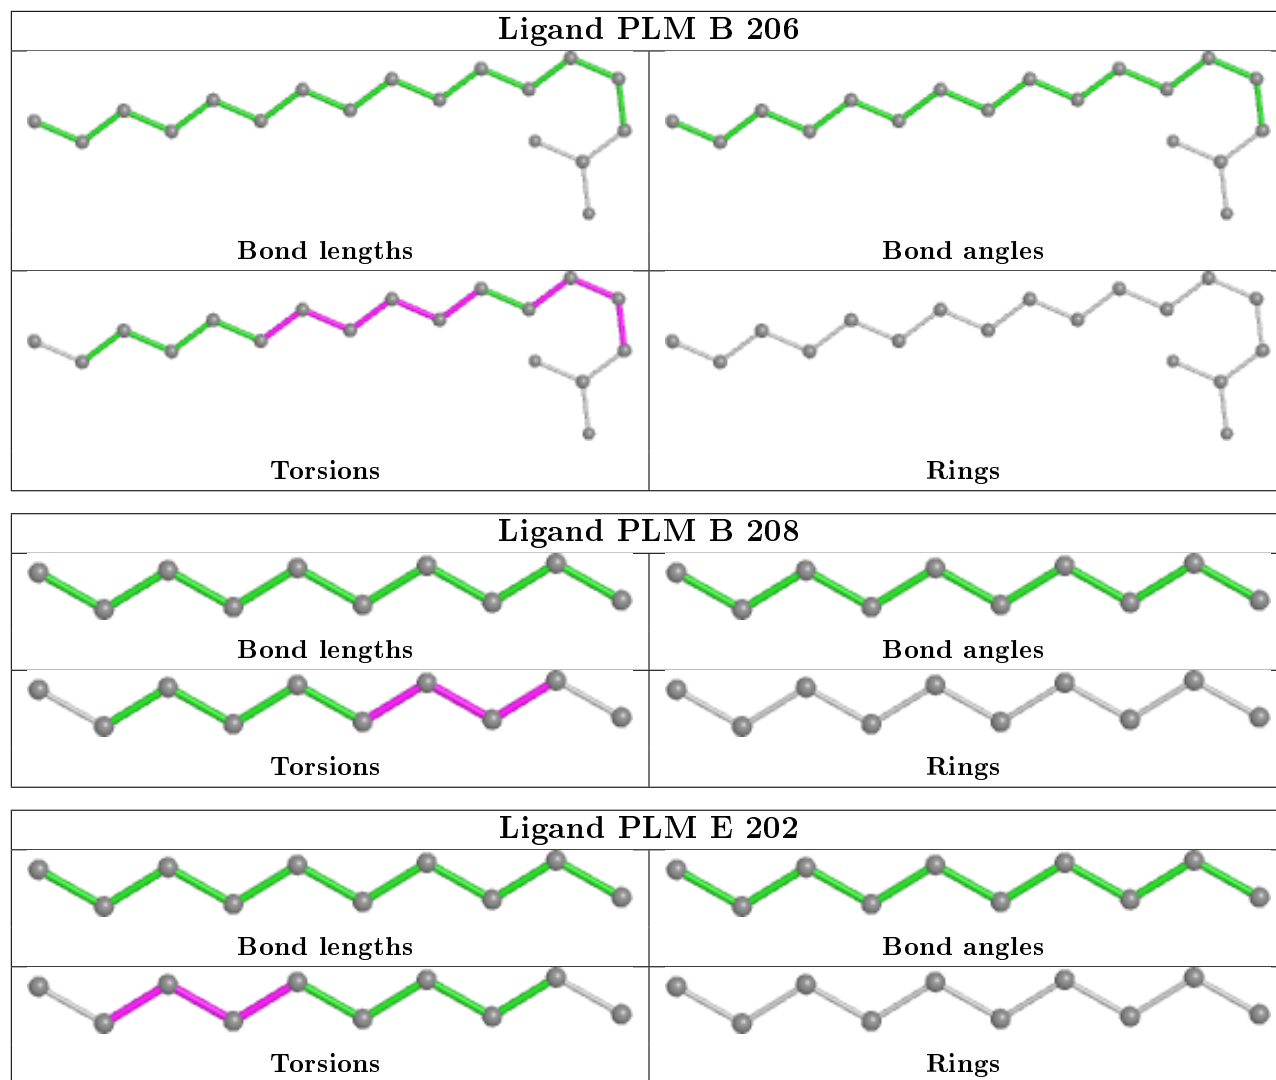 Ligand PLM B 206
Bond lengths
Bond angles
Torsions
Rings
Ligand PLM B 208
Bond lengths
Bond angles
Torsions
Rings
Ligand PLM E 202
Bond lengths
Bond angles
Torsions
Rings